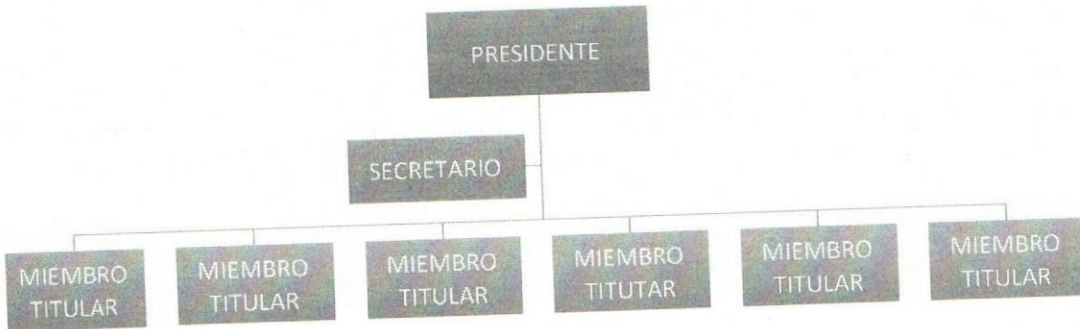 PRESIDENTE
SECRETARIO
MIEMBRO
TITULAR
MIEMBRO
TITULAR
MIEMBRO
TITULAR
MIEMBRO
TITUTAR
MIEMBRO
TITULAR
MIEMBRO
TITULAR